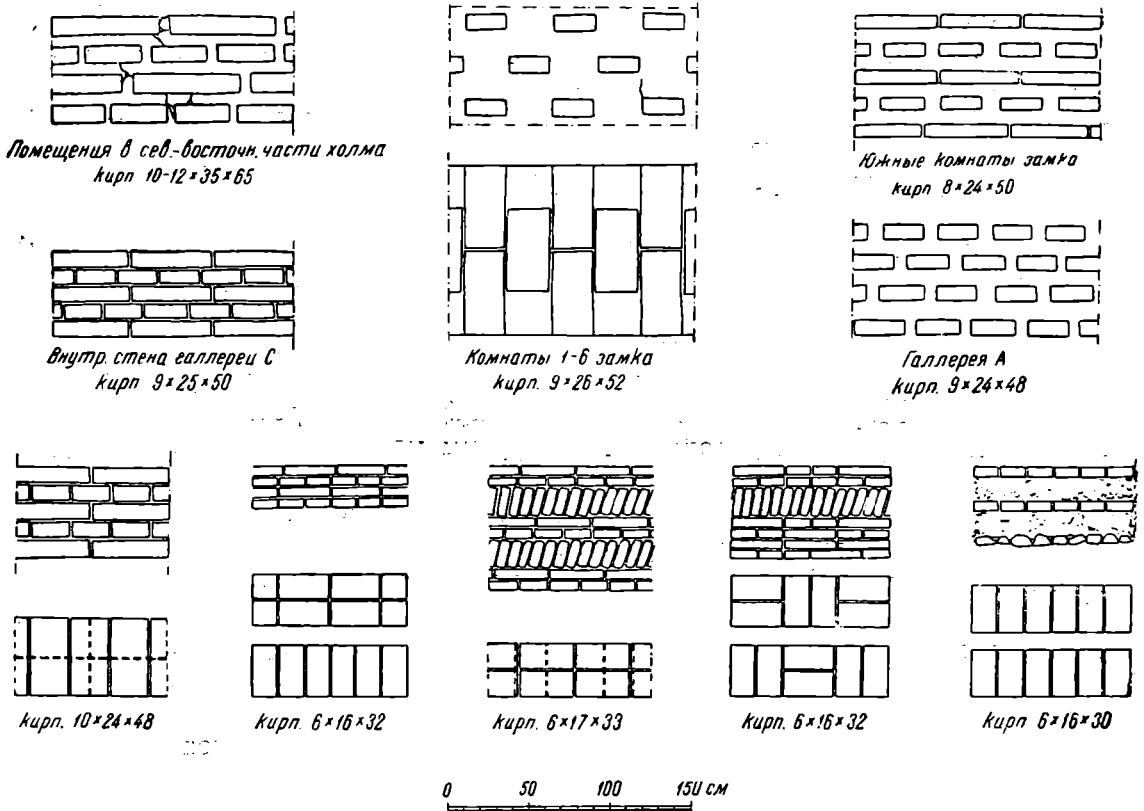 Помещения в сев.-восточн. части холма
кирп 10-12×35×65
Южные комнаты замка
кирп 8×24×50
Внутр. стена галлереи С
кирп 9×25×50
Комнаты 1-6 замка
кирп. 9×26×52
Галлерея А
кирп. 9×24×48
кирп. 10×24×48
кирп. 6×16×32
кирп. 6×17×33
кирп. 6×16×32
кирп 6×16×30
0 50 100 150 см